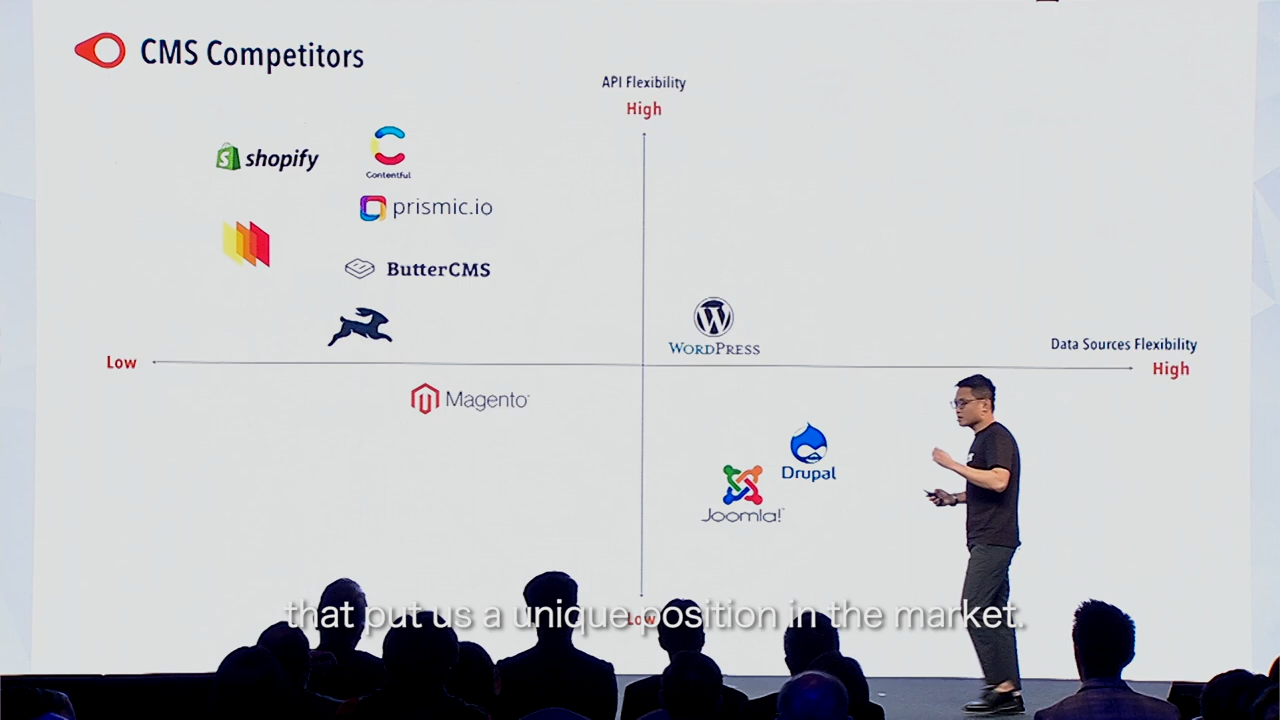 CMS Competitors
API Flexibility
High
shopify
Contentful
prismic.io
ButterCMS
WORDPRESS
Data Sources Flexibility
Low
High
Magento
Drupal
Joomla!
Low
that put us a unique position in the market.